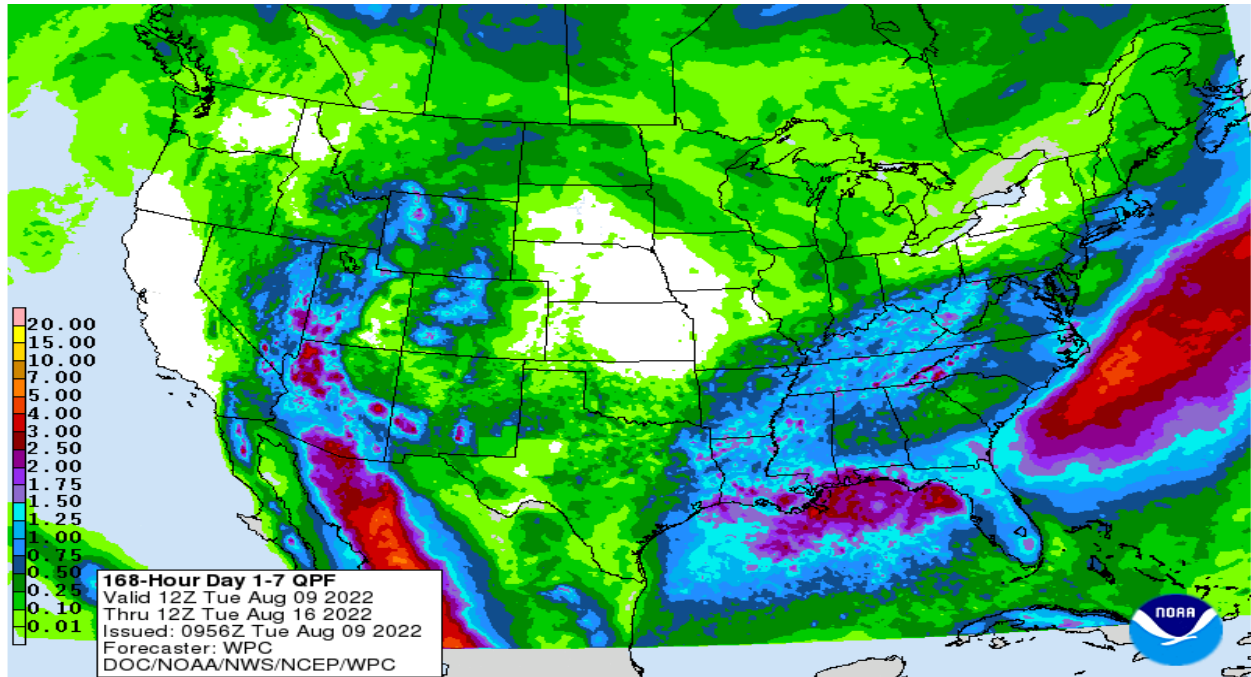 20.00
15.00
10.00
7.00
5.00
4.00
3.00
2.50
2.00
1.75
1.50
1.25
1.00
0.75
0.50
0.25
0.10
0.01
168-Hour Day 1-7 QPF
Valid 12Z Tue Aug 09 2022
Thru 12Z Tue Aug 16 2022
Issued: 0956Z Tue Aug 09 2022
Forecaster: WPC
DOC/NOAA/NWS/NCEP/WPC
NOAA